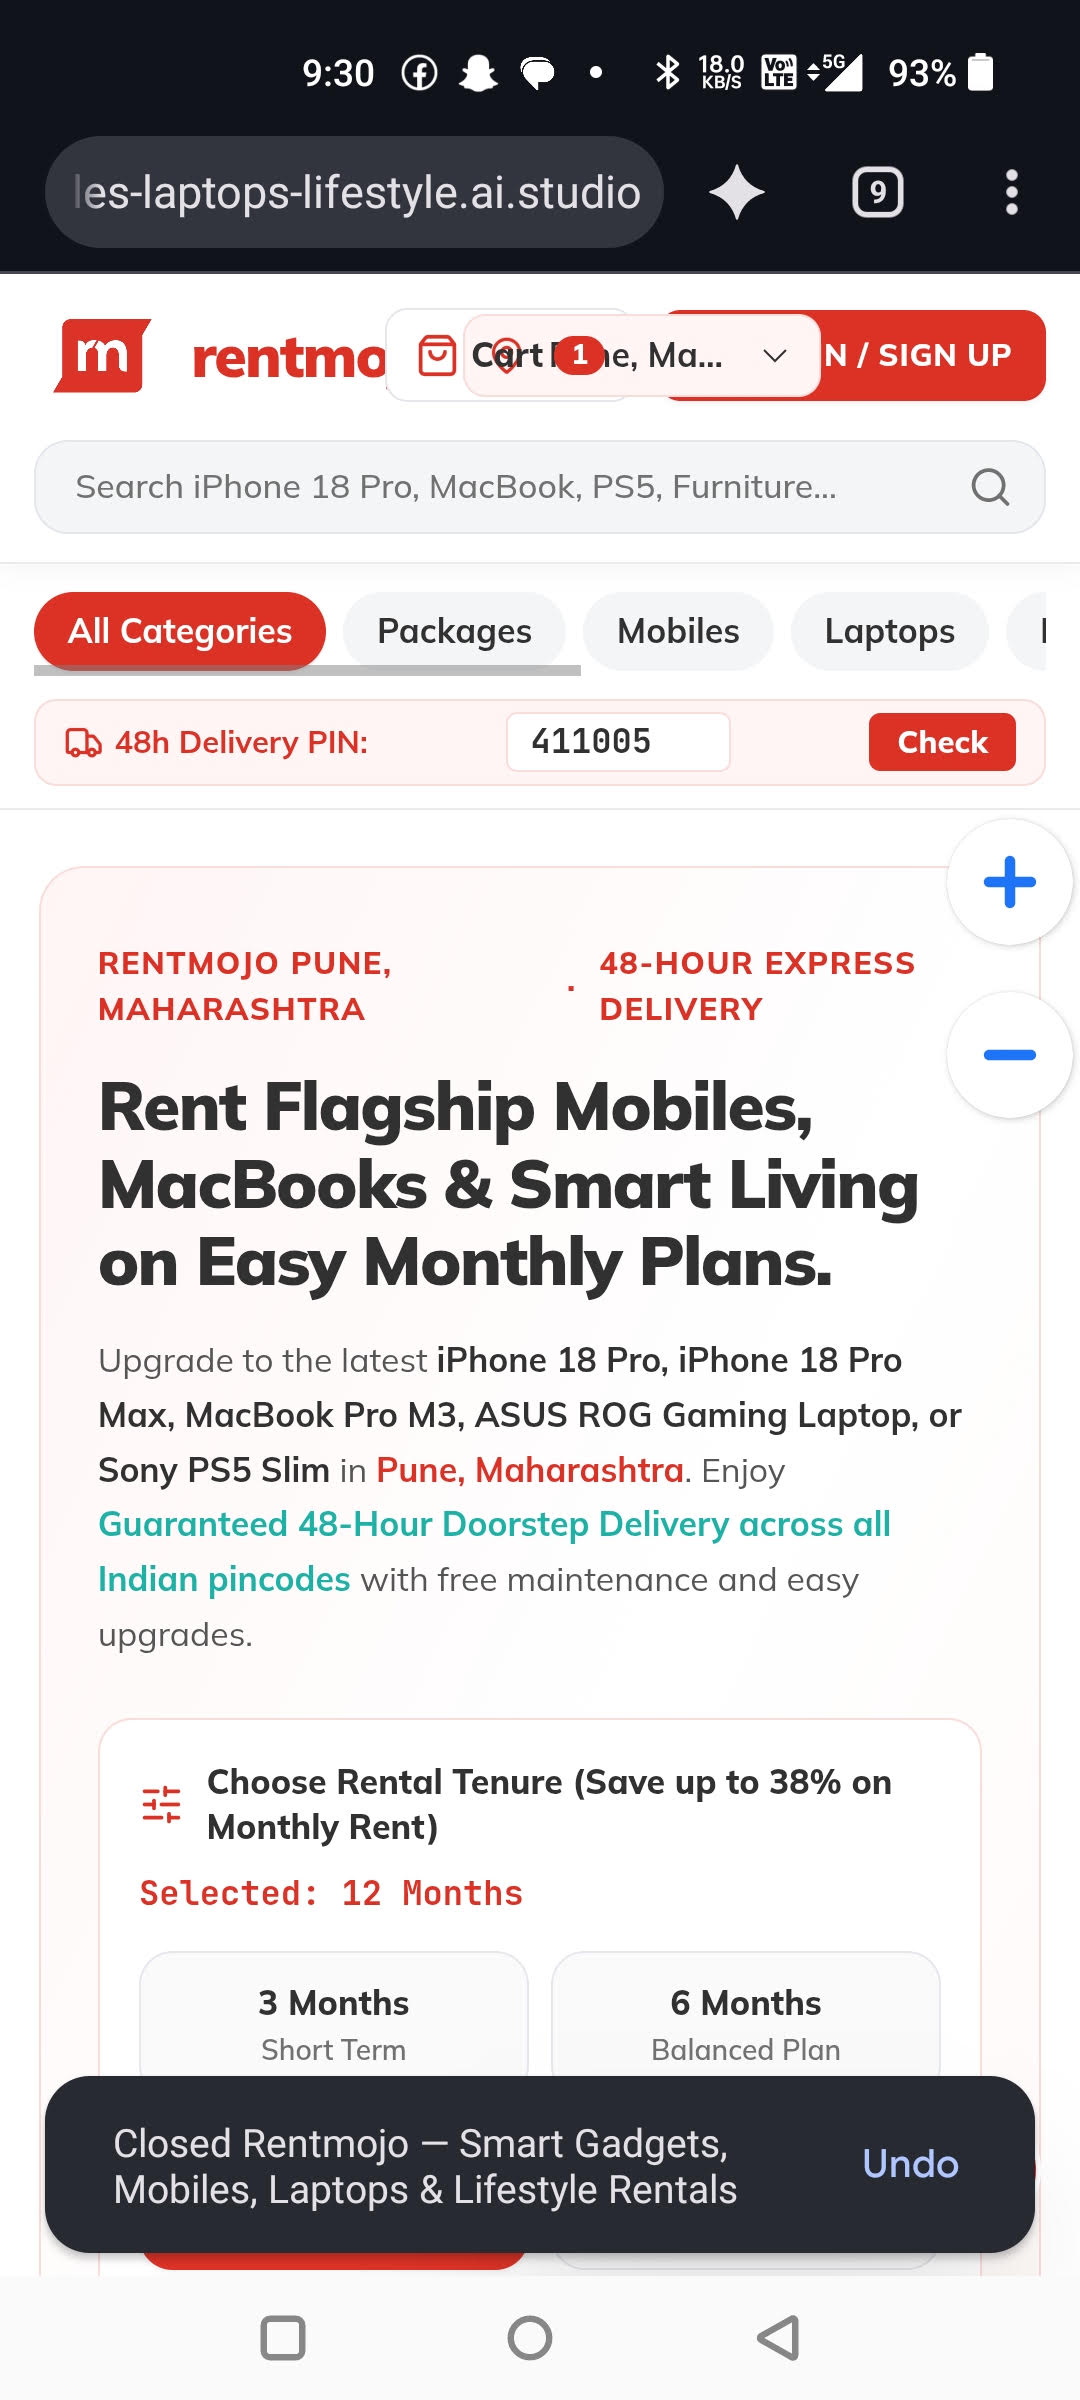 9:30
18.0
KB/S
Vo
LTE
5G
93%
les-laptops-lifestyle.ai.studio
9
m
rentmo
Cart
1
e, Ma...
N / SIGN UP
Search iPhone 18 Pro, MacBook, PS5, Furniture...
All Categories
Packages
Mobiles
Laptops
48h Delivery PIN:
411005
Check
RENTMOJO PUNE,
MAHARASHTRA
·
48-HOUR EXPRESS
DELIVERY
Rent Flagship Mobiles,
MacBooks & Smart Living
on Easy Monthly Plans.
Upgrade to the latest iPhone 18 Pro, iPhone 18 Pro
Max, MacBook Pro M3, ASUS ROG Gaming Laptop, or
Sony PS5 Slim in Pune, Maharashtra. Enjoy
Guaranteed 48-Hour Doorstep Delivery across all
Indian pincodes with free maintenance and easy
upgrades.
Choose Rental Tenure (Save up to 38% on
Monthly Rent)
Selected: 12 Months
3 Months
Short Term
6 Months
Balanced Plan
Closed Rentmojo — Smart Gadgets,
Mobiles, Laptops & Lifestyle Rentals
Undo